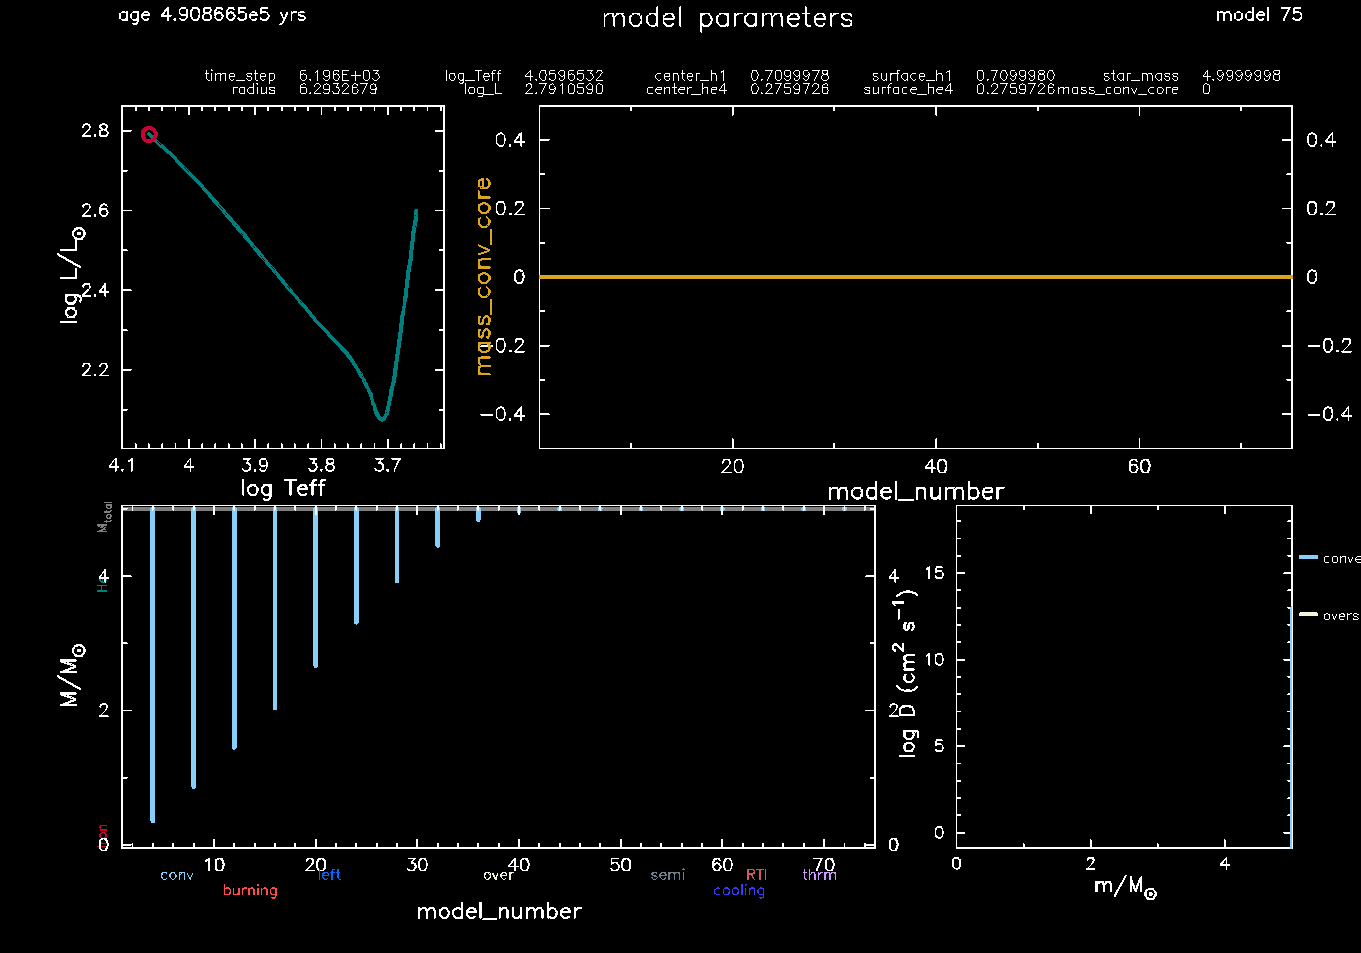 age 4.908665e5 yrs
model parameters
model 75
time_step 6.196E+03 log_Teff 4.0596532 center_h1 0.7099978 surface_h1 0.7099980 star_mass 4.9999998
radius 6.2932679 log_L 2.7910590 center_he4 0.2759726 surface_he4 0.2759726 mass_conv_core 0
2.8
2.6
2.4
2.2
log L/L⊙
4.1 4 3.9 3.8 3.7
log Teff
mass_conv_core
0.4
0.2
0
−0.2
−0.4
0.4
0.2
0
−0.2
−0.4
20 40 60
model_number
Mtotal
He
M/M⊙
4
2
0
4
2
0
10 20 30 40 50 60 70
conv left over semi RTI thrm
burning cooling
model_number
log D (cm² s⁻¹)
15
10
5
0
0 2 4
m/M⊙
conve
overs